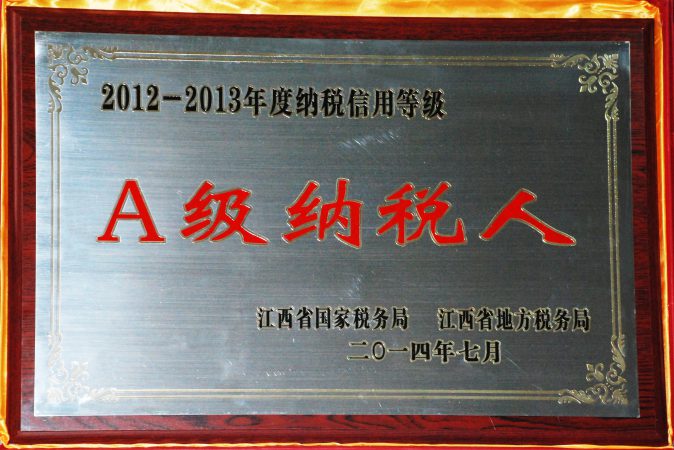 2012-2013年度纳税信用等级
A级纳税人
江西省国家税务局 江西省地方税务局
二〇一四年七月